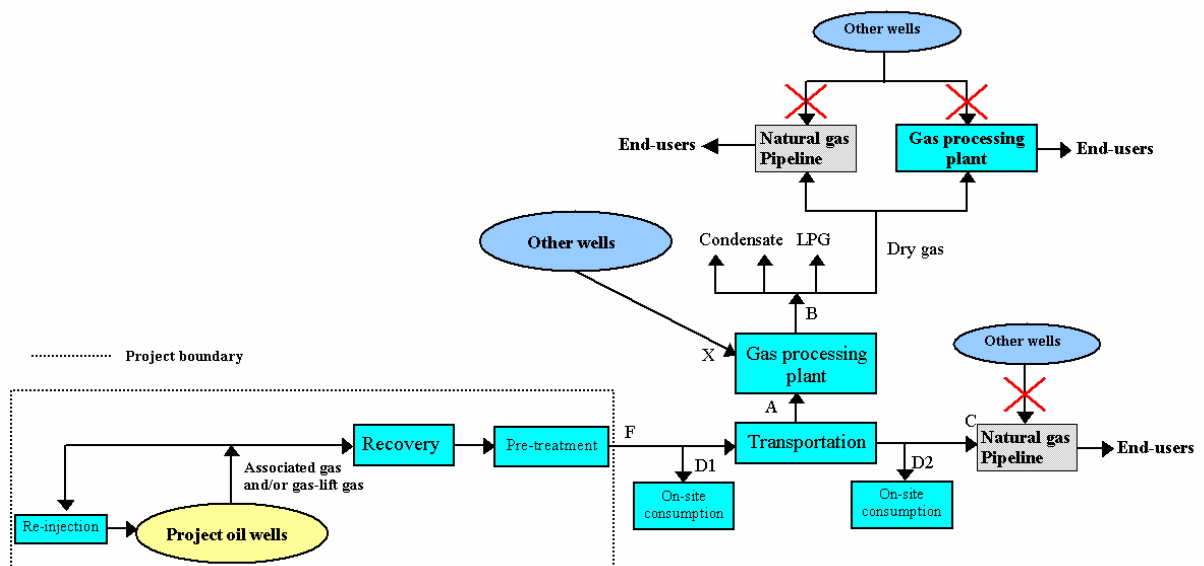 Other wells
End-users
Natural gas
Pipeline
Gas processing
plant
End-users
Other wells
Condensate
LPG
Dry gas
B
Other wells
Project boundary
X
Gas processing
plant
A
F
Recovery
Pre-treatment
Transportation
C
Natural gas
Pipeline
End-users
Associated gas
and/or gas-lift gas
D1
D2
On-site
consumption
On-site
consumption
Re-injection
Project oil wells